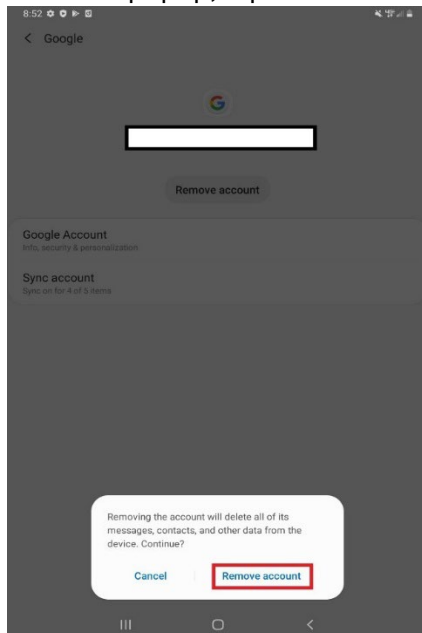 8:52
Google
G
Remove account
Google Account
Info, security & personalization
Sync account
Sync on for 4 of 5 items
Removing the account will delete all of its
messages, contacts, and other data from the
device. Continue?
Cancel
Remove account